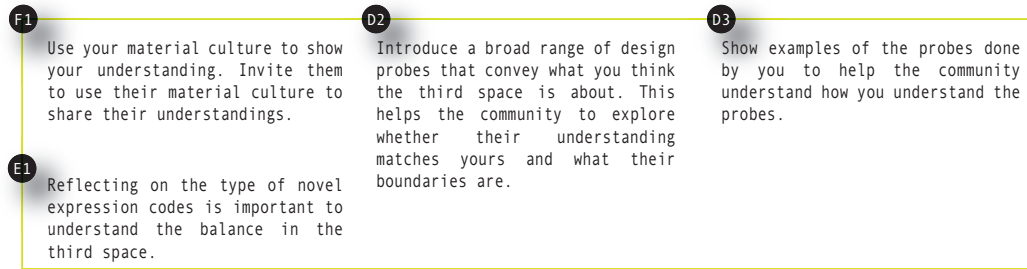 F1
Use your material culture to show
your understanding. Invite them
to use their material culture to
share their understandings.
E1
Reflecting on the type of novel
expression codes is important to
understand the balance in the
third space.
D2
Introduce a broad range of design
probes that convey what you think
the third space is about. This
helps the community to explore
whether their understanding
matches yours and what their
boundaries are.
D3
Show examples of the probes done
by you to help the community
understand how you understand the
probes.